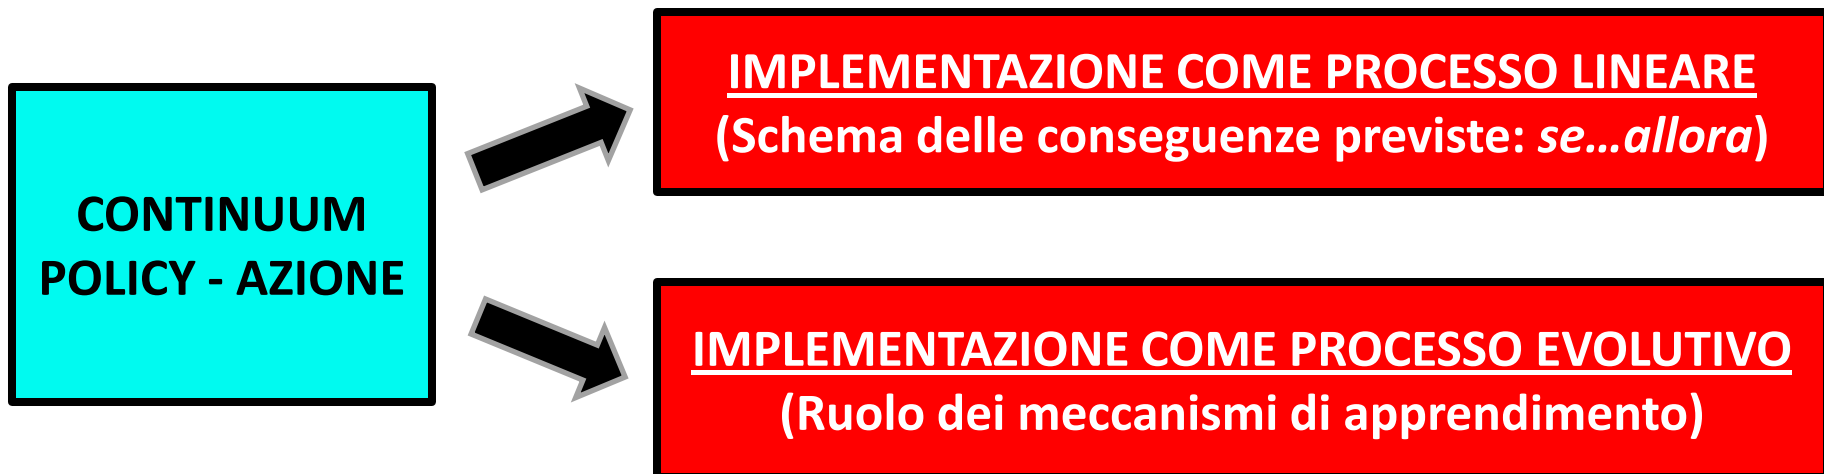 CONTINUUM
POLICY - AZIONE
IMPLEMENTAZIONE COME PROCESSO LINEARE
(Schema delle conseguenze previste: se...allora)
IMPLEMENTAZIONE COME PROCESSO EVOLUTIVO
(Ruolo dei meccanismi di apprendimento)